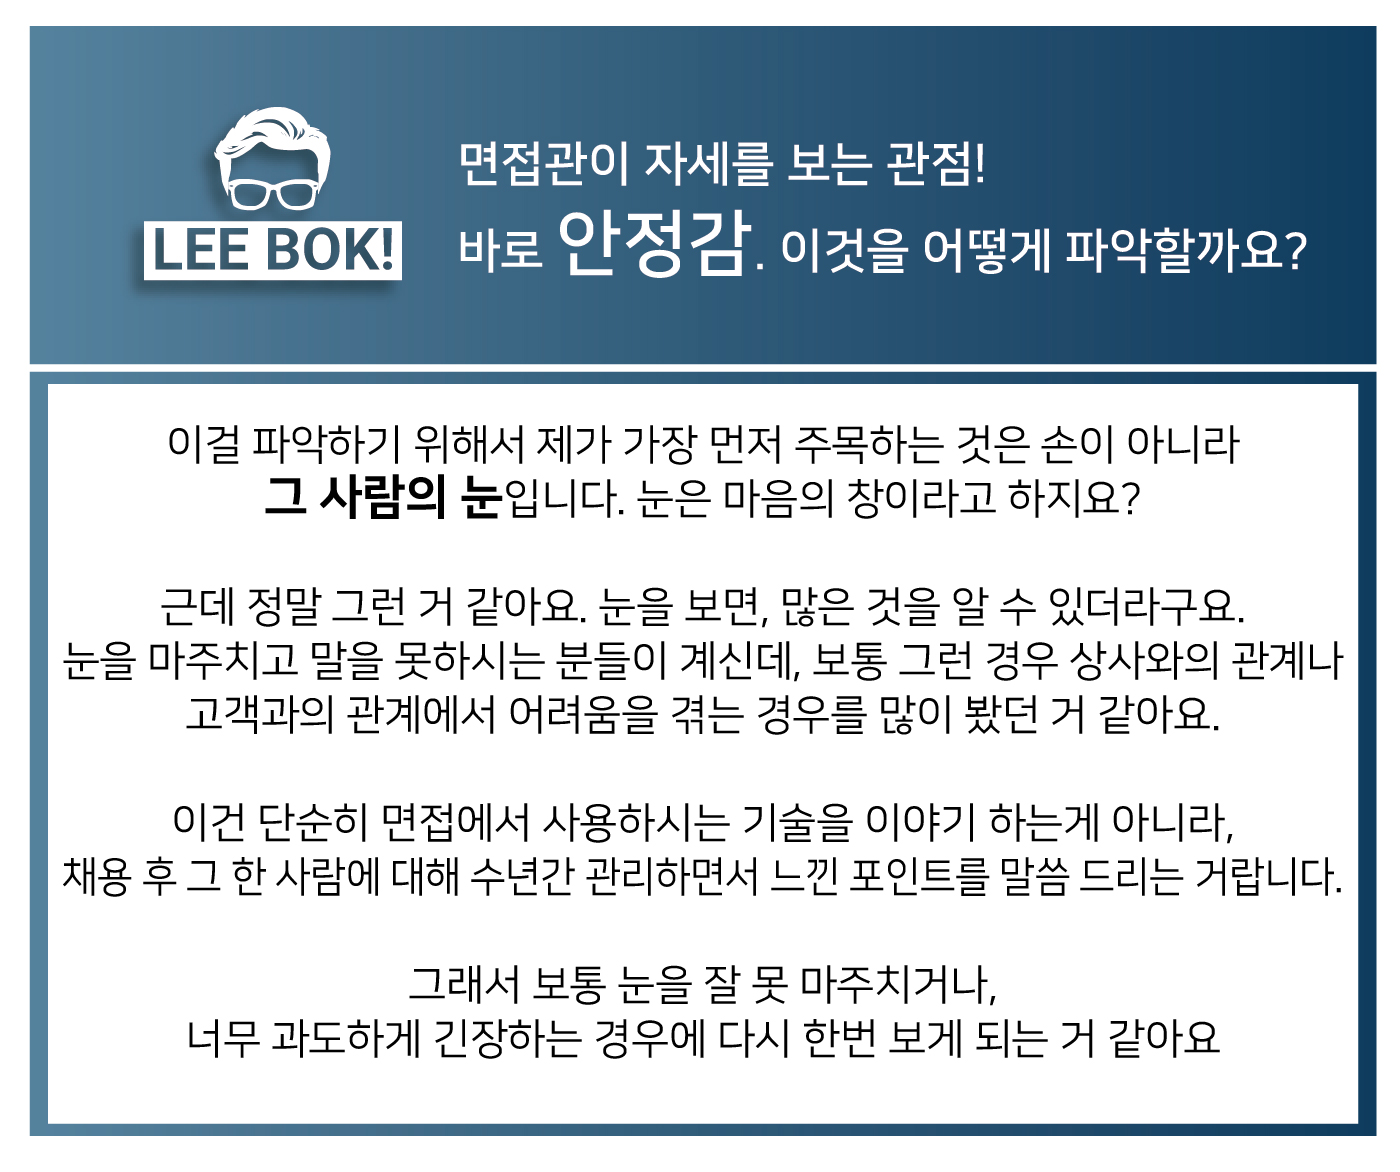 LEE BOK!
면접관이 자세를 보는 관점!
바로 안정감. 이것을 어떻게 파악할까요?
이걸 파악하기 위해서 제가 가장 먼저 주목하는 것은 손이 아니라
그 사람의 눈입니다. 눈은 마음의 창이라고 하지요?
근데 정말 그런 거 같아요. 눈을 보면, 많은 것을 알 수 있더라구요.
눈을 마주치고 말을 못하시는 분들이 계신데, 보통 그런 경우 상사와의 관계나
고객과의 관계에서 어려움을 겪는 경우를 많이 봤던 거 같아요.
이건 단순히 면접에서 사용하시는 기술을 이야기 하는게 아니라,
채용 후 그 한 사람에 대해 수년간 관리하면서 느낀 포인트를 말씀 드리는 거랍니다.
그래서 보통 눈을 잘 못 마주치거나,
너무 과도하게 긴장하는 경우에 다시 한번 보게 되는 거 같아요